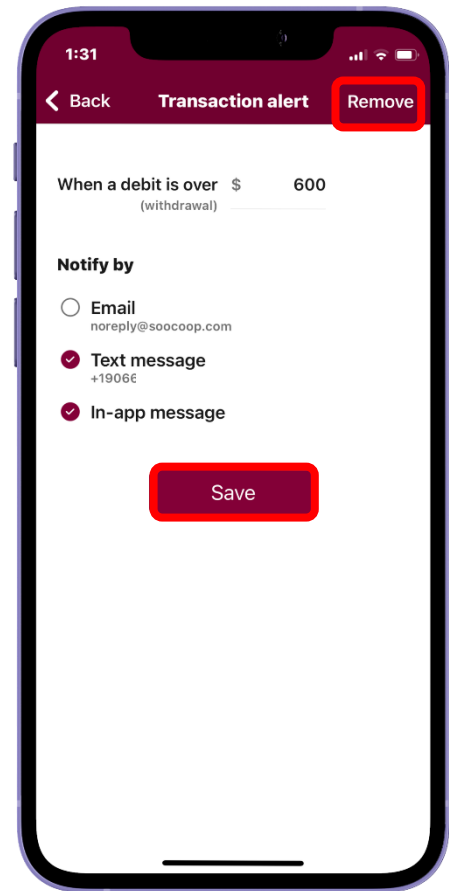 1:31
Back Transaction alert Remove
When a debit is over $ 600
(withdrawal)
Notify by
Email
noreply@soocoop.com
Text message
+19066
In-app message
Save